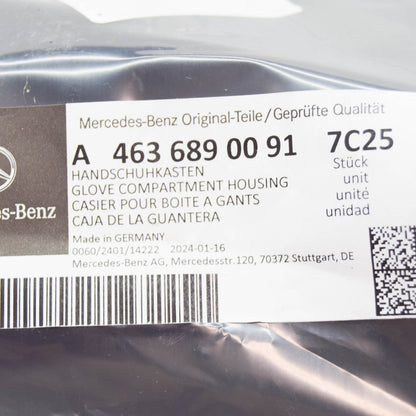 Mercedes-Benz Original-Teile/Geprüfte Qualität
A 463 689 00 91 7C25
HANDSCHUHKASTEN Stück
GLOVE COMPARTMENT HOUSING unit
CASIER POUR BOITE A GANTS unité
CAJA DE LA GUANTERA unidad
es-Benz
Made in GERMANY
0060/2401/14222 2024-01-16
Mercedes-Benz AG, Mercedesstr.120, 70372 Stuttgart, DE